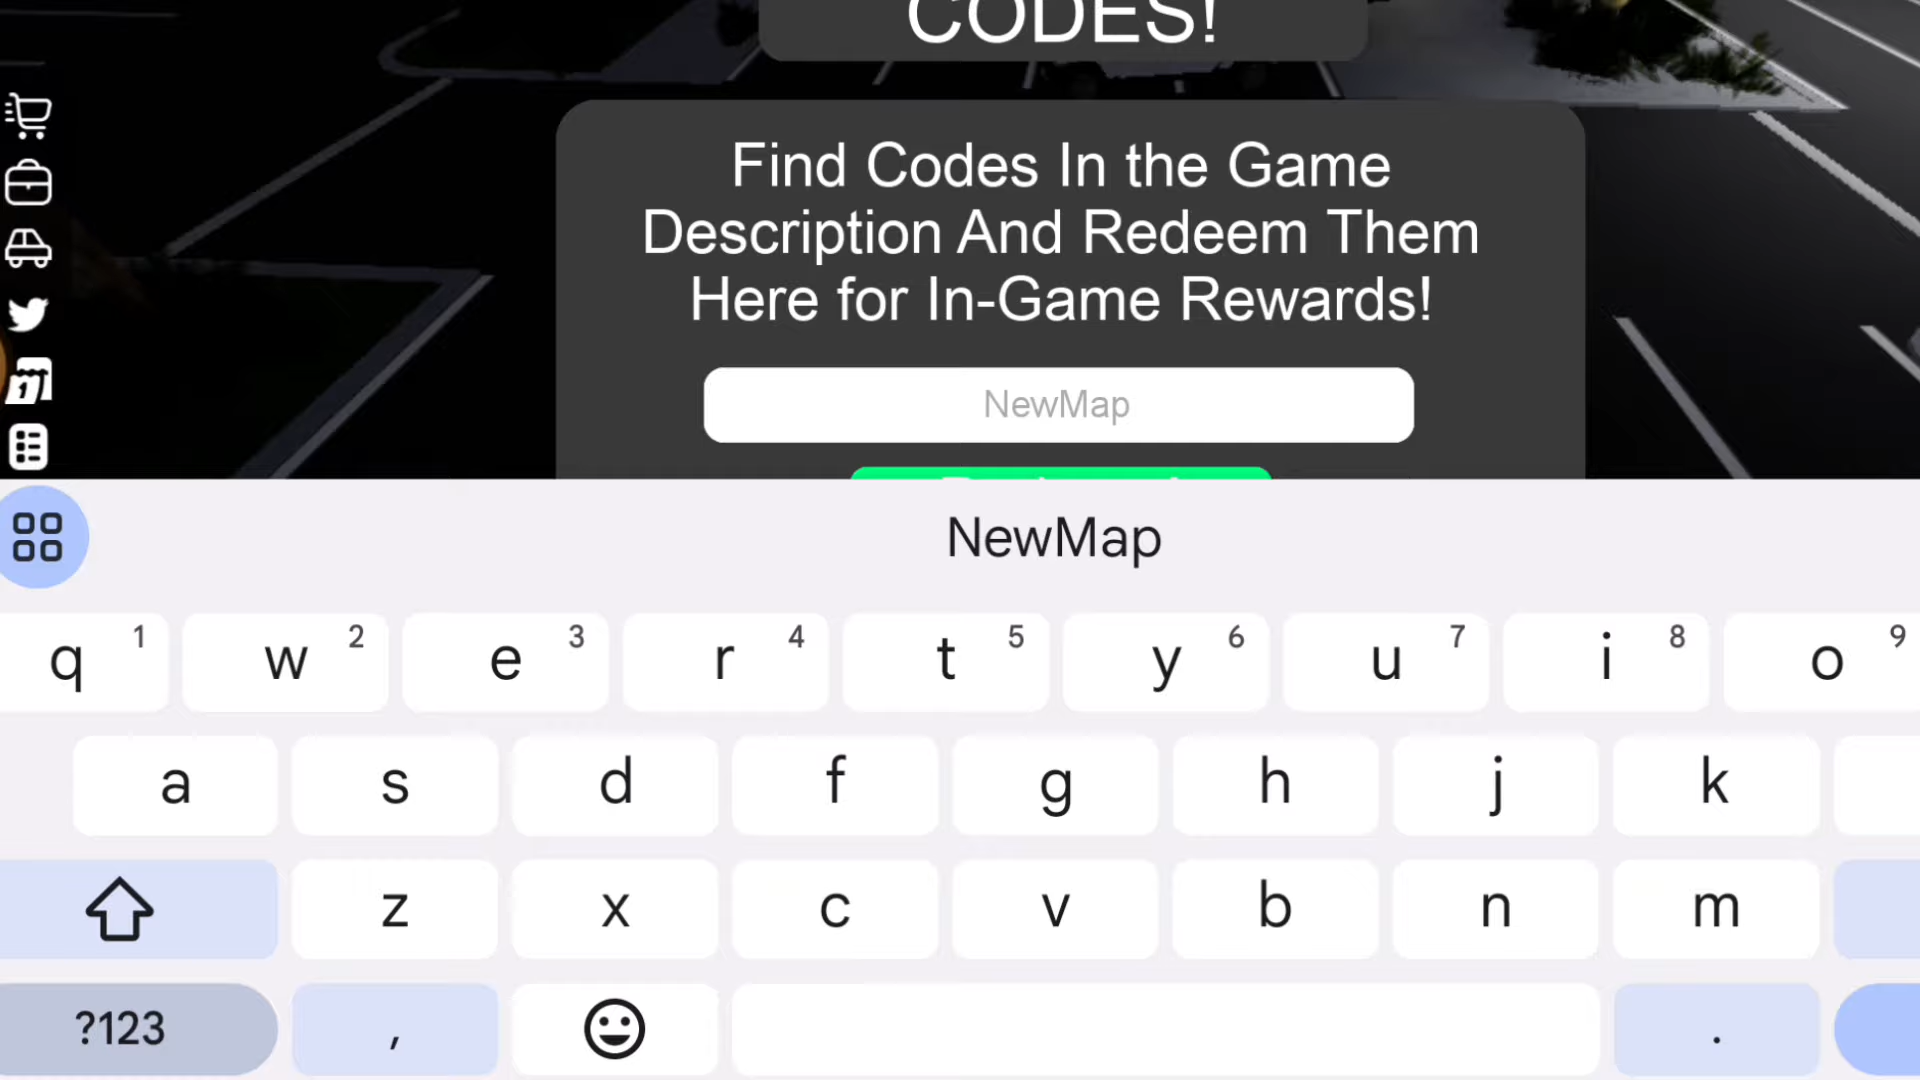 CODES!
Find Codes In the Game
Description And Redeem Them
Here for In-Game Rewards!
NewMap
1
NewMap
q 1 w 2 e 3 r 4 t 5 y 6 u 7 i 8 o 9
a s d f g h j k
z x c v b n m
?123 , .